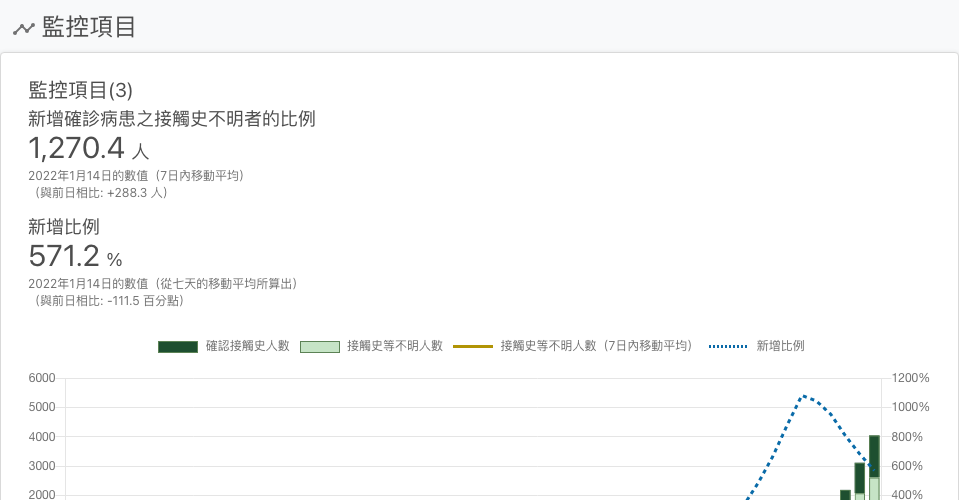 監控項目
監控項目(3)
新增確診病患之接觸史不明者的比例
1,270.4 人
2022年1月14日的數值（7日內移動平均）
（與前日相比: +288.3 人）
新增比例
571.2 %
2022年1月14日的數值（從七天的移動平均所算出）
（與前日相比: -111.5 百分點）
確認接觸史人數 接觸史等不明人數 接觸史等不明人數（7日內移動平均） 新增比例
6000 1200%
5000 1000%
4000 800%
3000 600%
2000 400%